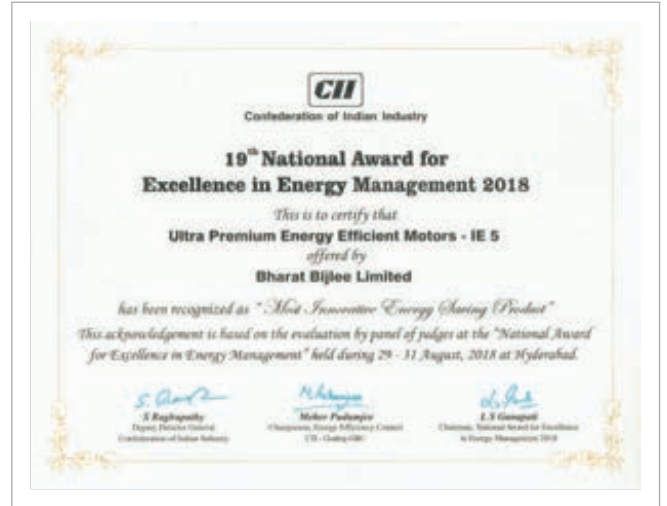 CII
Confederation of Indian Industry
19th National Award for
Excellence in Energy Management 2018
This is to certify that
Ultra Premium Energy Efficient Motors - IE 5
offered by
Bharat Bijlee Limited
has been recognized as "Most Innovative Energy Saving Product"
This acknowledgement is based on the evaluation by panel of judges at the "National Award
for Excellence in Energy Management" held during 29 - 31 August, 2018 at Hyderabad.
S Raghupathy Meher Pudumjee L S Ganapati
Deputy Director General Chairperson, Energy Efficiency Council Chairman, National Award for Excellence
Confederation of Indian Industry CII - Godrej GBC in Energy Management 2018